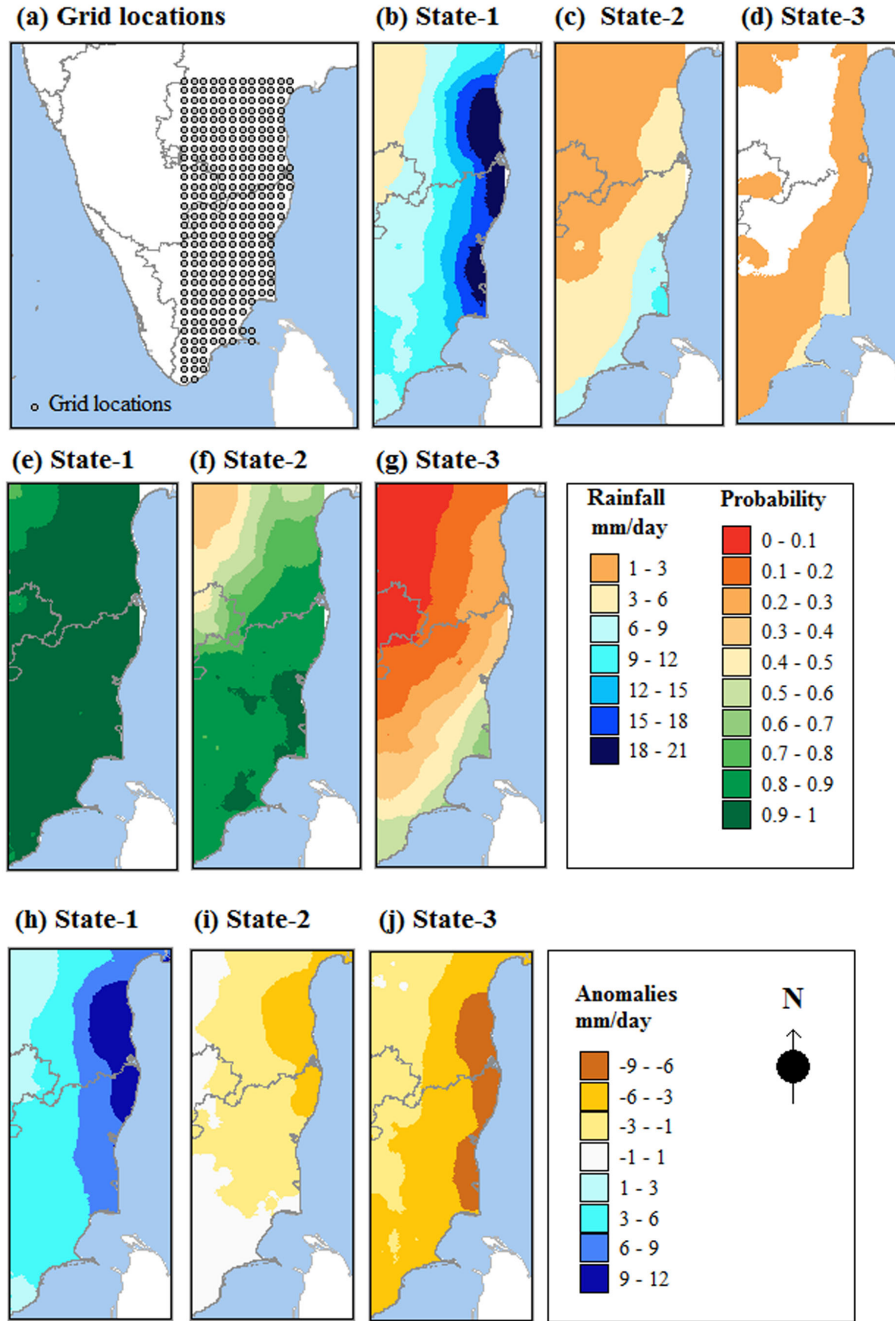 (a) Grid locations
(b) State-1
(c) State-2
(d) State-3
Grid locations
(e) State-1
(f) State-2
(g) State-3
Rainfall
mm/day
1 - 3
3 - 6
6 - 9
9 - 12
12 - 15
15 - 18
18 - 21
Probability
0 - 0.1
0.1 - 0.2
0.2 - 0.3
0.3 - 0.4
0.4 - 0.5
0.5 - 0.6
0.6 - 0.7
0.7 - 0.8
0.8 - 0.9
0.9 - 1
(h) State-1
(i) State-2
(j) State-3
Anomalies
mm/day
-9 - -6
-6 - -3
-3 - -1
-1 - 1
1 - 3
3 - 6
6 - 9
9 - 12
N